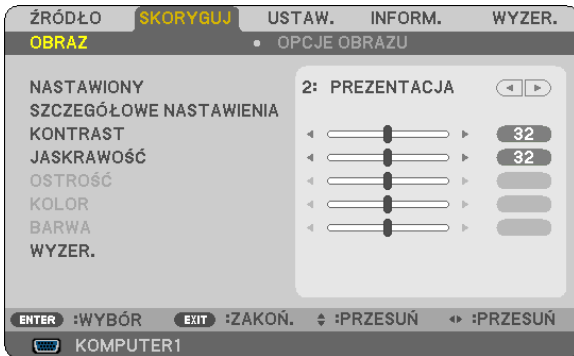 ŹRÓDŁO SKORYGUJ USTAW. INFORM. WYZER.
OBRAZ • OPCJE OBRAZU
NASTAWIONY 2: PREZENTACJA
SZCZEGÓŁOWE NASTAWIENIA
KONTRAST 32
JASKRAWOŚĆ 32
OSTROŚĆ
KOLOR
BARWA
WYZER.
ENTER :WYBÓR EXIT :ZAKOŃ. :PRZESUŃ :PRZESUŃ
KOMPUTER1